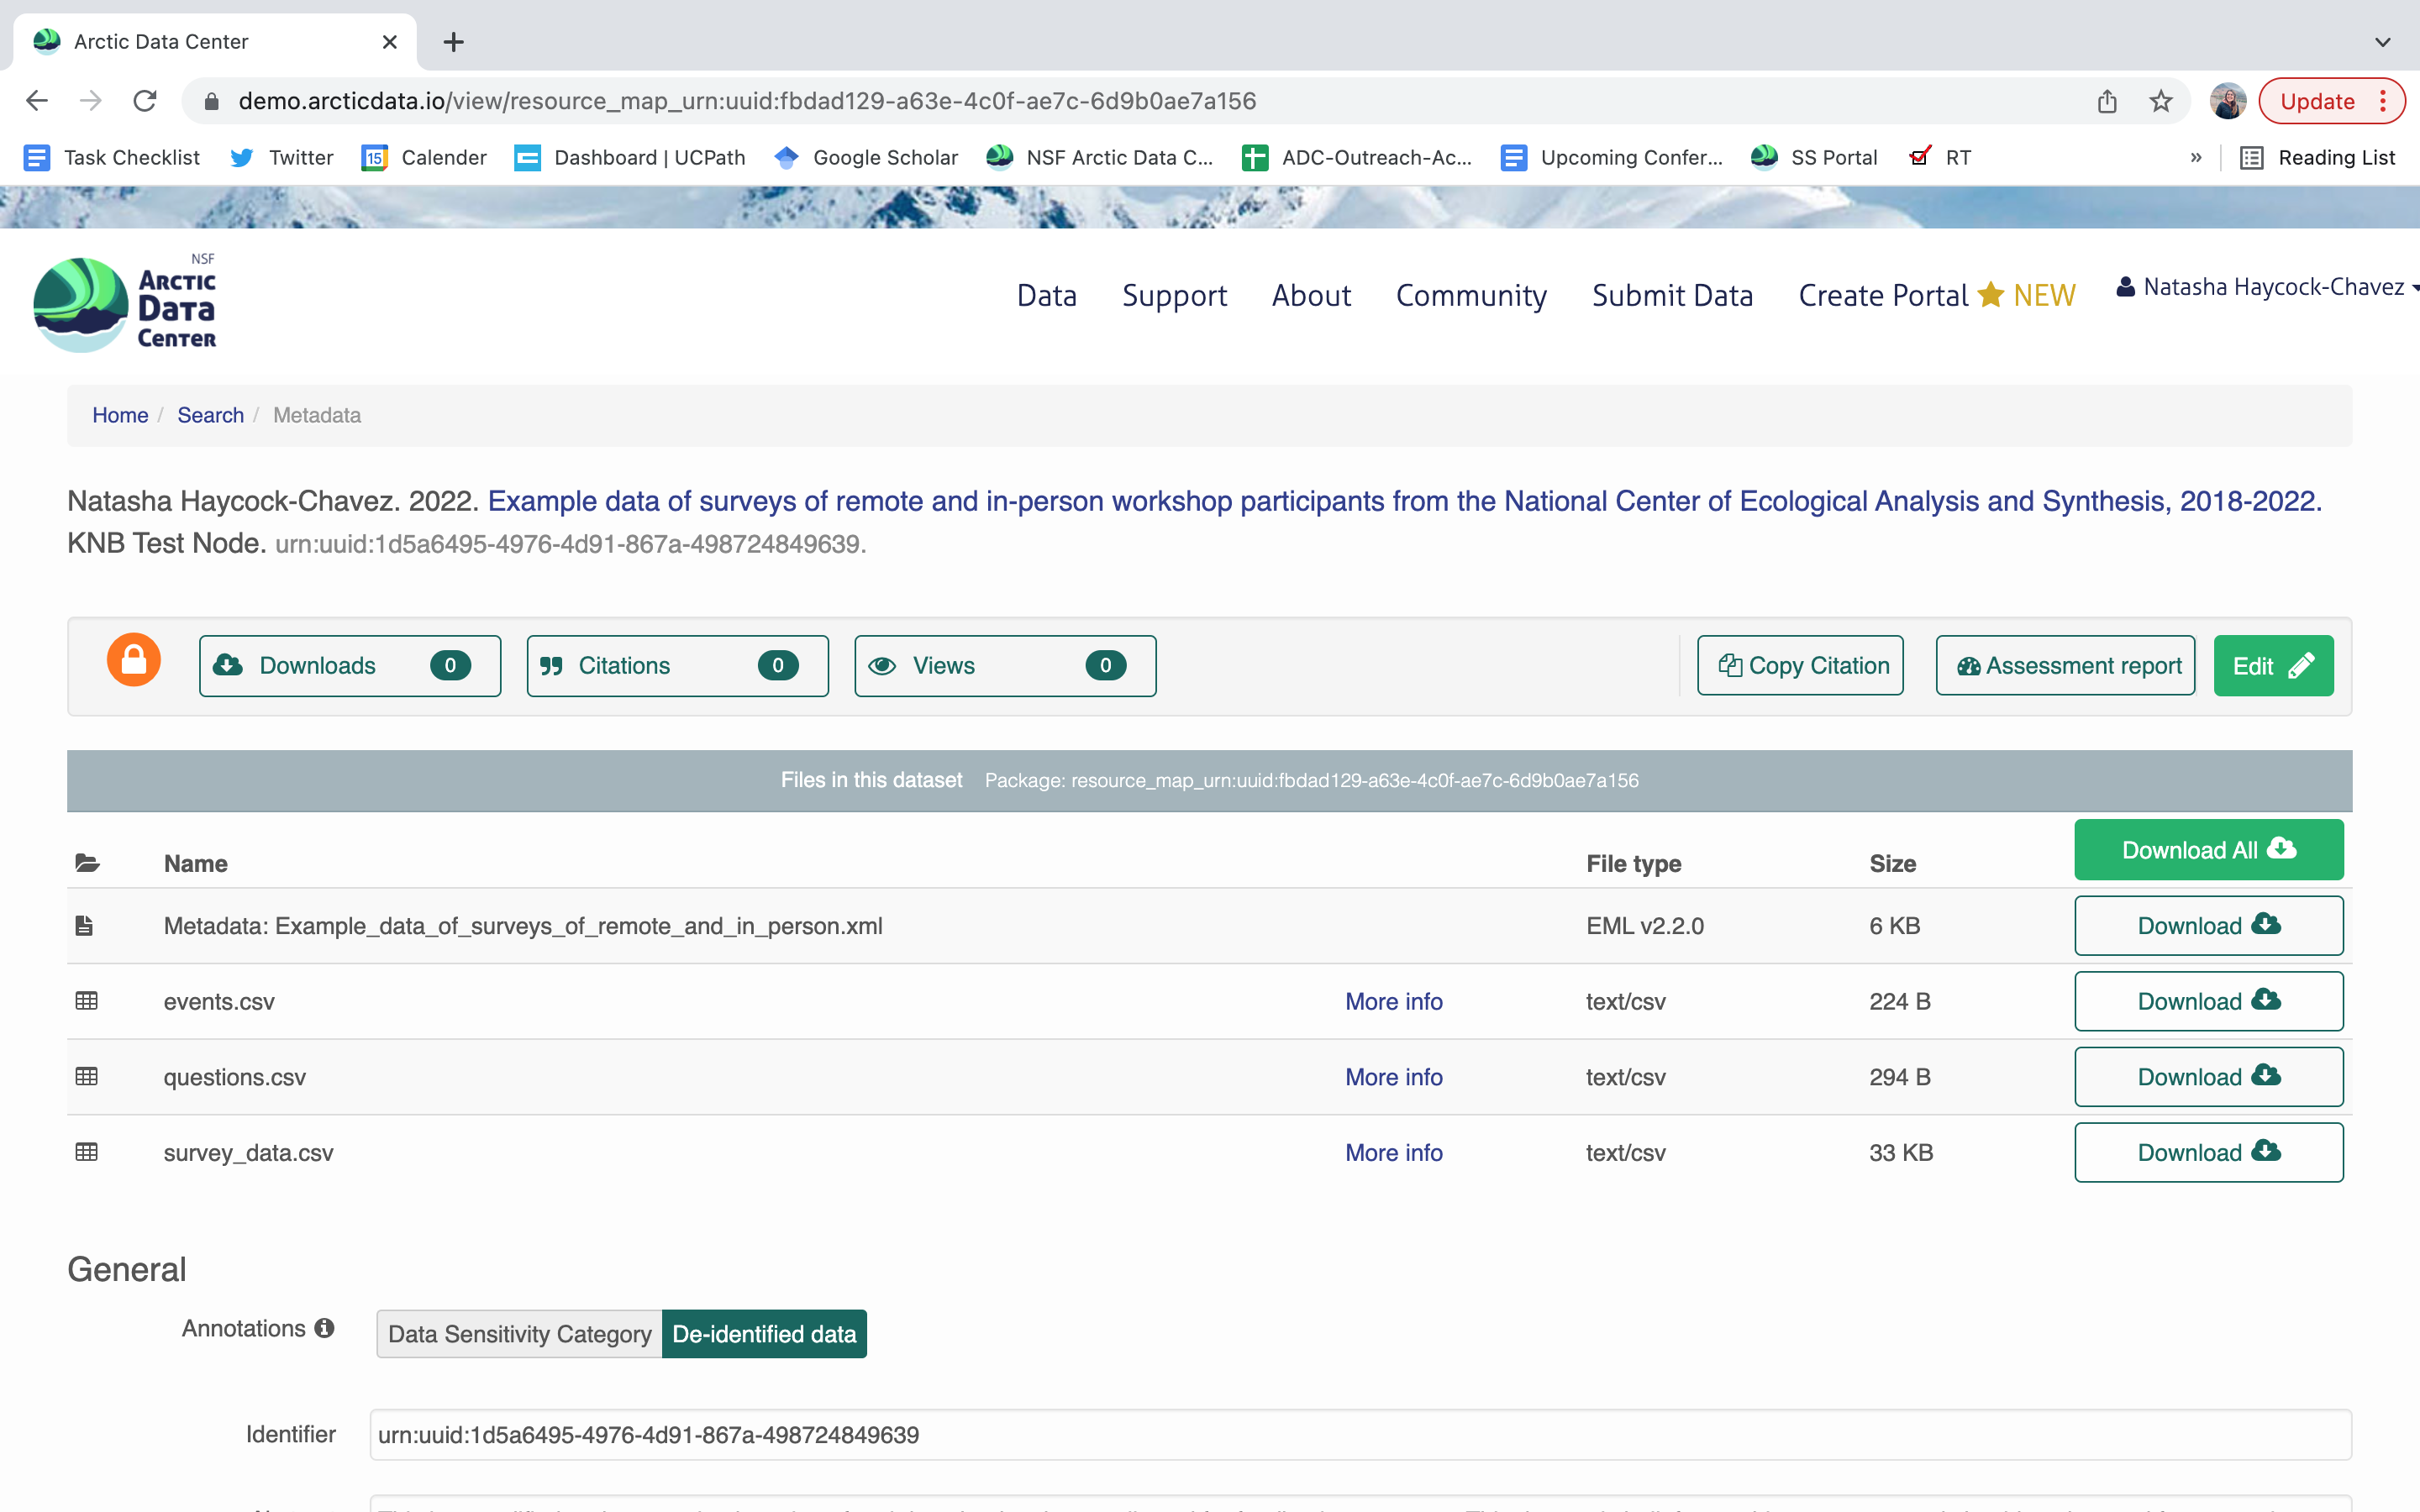 Arctic Data Center
demo.arcticdata.io/view/resource_map_urn:uuid:fbdad129-a63e-4c0f-ae7c-6d9b0ae7a156
Update
Task Checklist
Twitter
15
Calender
Dashboard | UCPath
Google Scholar
NSF Arctic Data C...
ADC-Outreach-Ac...
Upcoming Confer...
SS Portal
RT
»
Reading List
NSF
ARCTIC
DATA
CENTER
Data
Support
About
Community
Submit Data
Create Portal NEW
Natasha Haycock-Chavez
Home / Search / Metadata
Natasha Haycock-Chavez. 2022. Example data of surveys of remote and in-person workshop participants from the National Center of Ecological Analysis and Synthesis, 2018-2022.
KNB Test Node. urn:uuid:1d5a6495-4976-4d91-867a-498724849639.
Downloads 0
Citations 0
Views 0
Copy Citation
Assessment report
Edit
Files in this dataset Package: resource_map_urn:uuid:fbdad129-a63e-4c0f-ae7c-6d9b0ae7a156
Name File type Size Download All
Metadata: Example_data_of_surveys_of_remote_and_in_person.xml EML v2.2.0 6 KB Download
events.csv More info text/csv 224 B Download
questions.csv More info text/csv 294 B Download
survey_data.csv More info text/csv 33 KB Download
General
Annotations Data Sensitivity Category De-identified data
Identifier urn:uuid:1d5a6495-4976-4d91-867a-498724849639